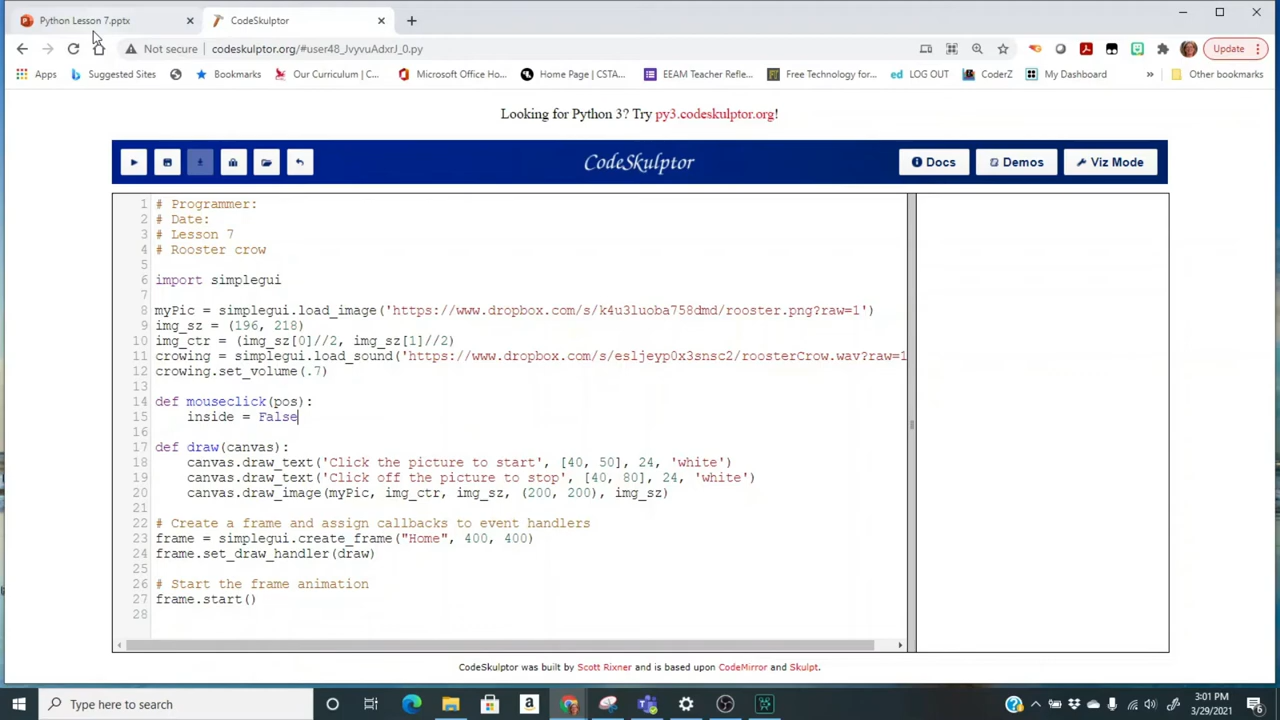 Python Lesson 7.pptx
CodeSkulptor
Not secure
codeskulptor.org/#user48_JvyvuAdxrJ_0.py
Update
Apps
Suggested Sites
Bookmarks
Our Curriculum | C...
Microsoft Office Ho...
Home Page | CSTA...
EEAM Teacher Refle...
Free Technology for...
ed LOG OUT
CoderZ
My Dashboard
»
Other bookmarks
Looking for Python 3? Try py3.codeskulptor.org!
CodeSkulptor
Docs
Demos
Viz Mode
1 # Programmer:
2 # Date:
3 # Lesson 7
4 # Rooster crow
5
6 import simplegui
7
8 myPic = simplegui.load_image('https://www.dropbox.com/s/k4u3luoba758dmd/rooster.png?raw=1')
9 img_sz = (196, 218)
10 img_ctr = (img_sz[0]//2, img_sz[1]//2)
11 crowing = simplegui.load_sound('https://www.dropbox.com/s/esljeyp0x3snsc2/roosterCrow.wav?raw=1
12 crowing.set_volume(.7)
13
14 def mouseclick(pos):
15 inside = False
16
17 def draw(canvas):
18 canvas.draw_text('Click the picture to start', [40, 50], 24, 'white')
19 canvas.draw_text('Click off the picture to stop', [40, 80], 24, 'white')
20 canvas.draw_image(myPic, img_ctr, img_sz, (200, 200), img_sz)
21
22 # Create a frame and assign callbacks to event handlers
23 frame = simplegui.create_frame("Home", 400, 400)
24 frame.set_draw_handler(draw)
25
26 # Start the frame animation
27 frame.start()
28
CodeSkulptor was built by Scott Rixner and is based upon CodeMirror and Skulpt.
Type here to search
3:01 PM
3/29/2021
6